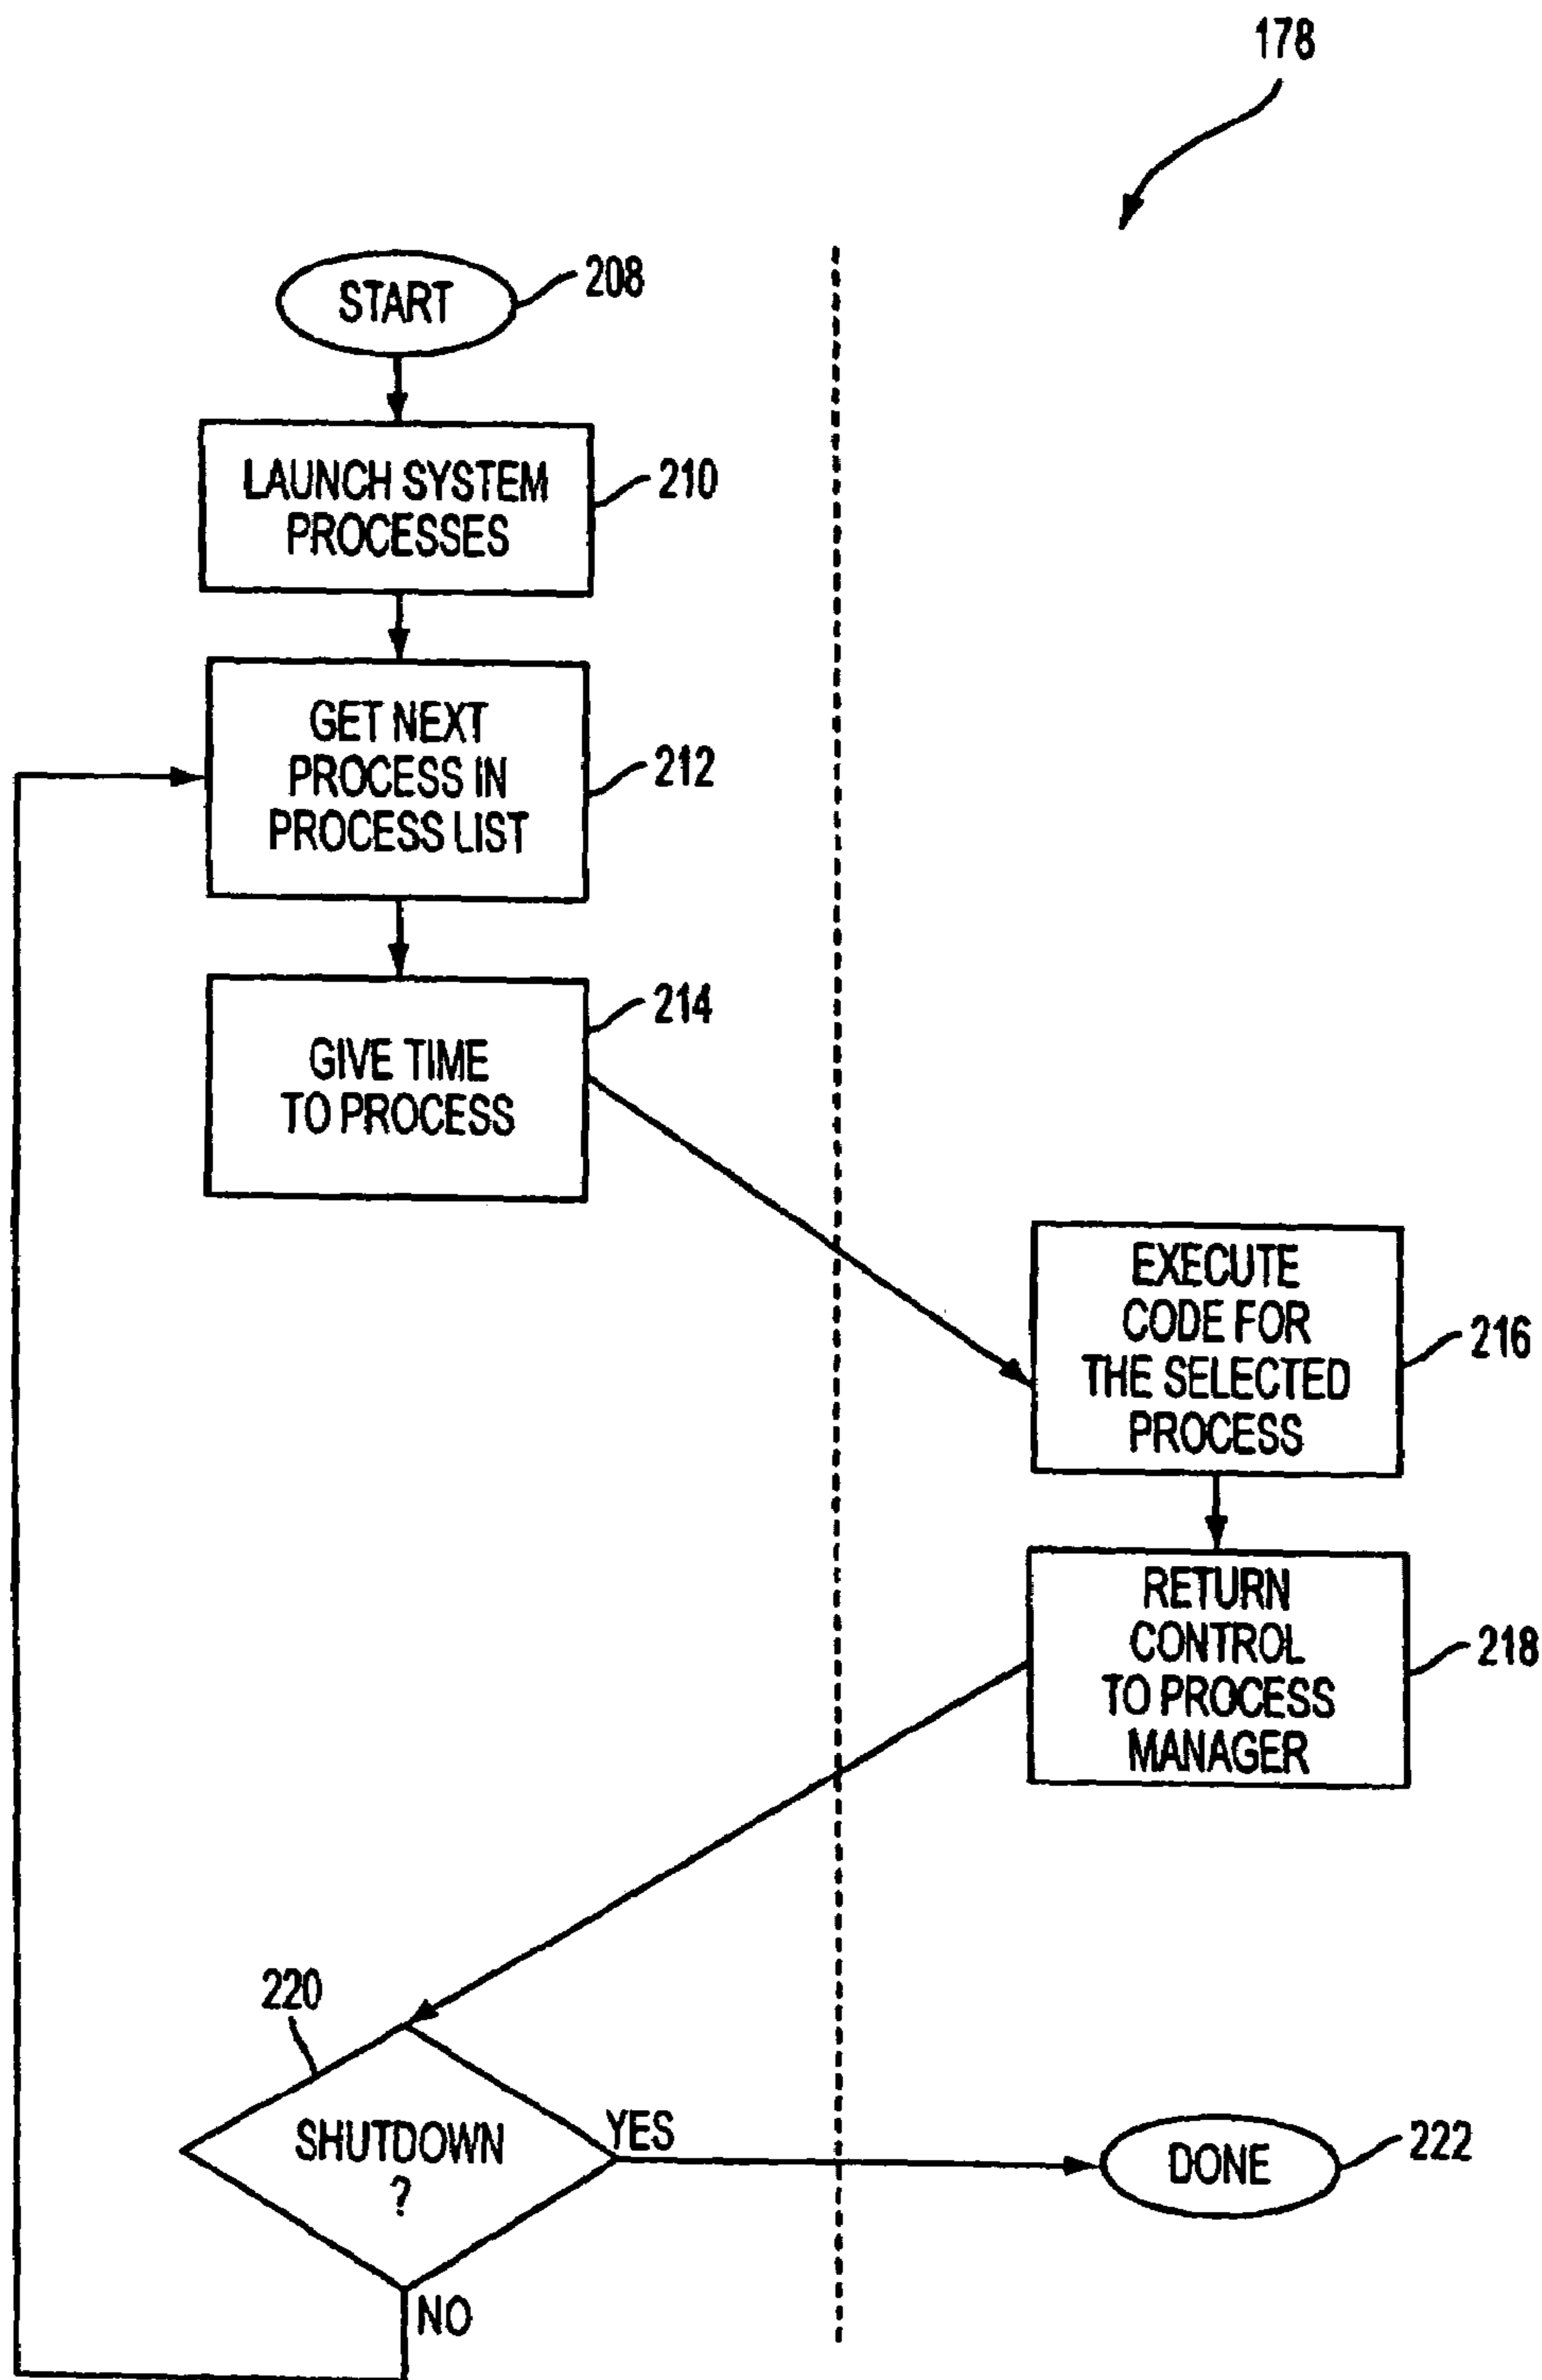 178
START
208
LAUNCH SYSTEM
PROCESSES
210
GET NEXT
PROCESS IN
PROCESS LIST
212
GIVE TIME
TO PROCESS
214
EXECUTE
CODE FOR
THE SELECTED
PROCESS
216
RETURN
CONTROL
TO PROCESS
MANAGER
218
220
SHUTDOWN
?
YES
NO
DONE
222